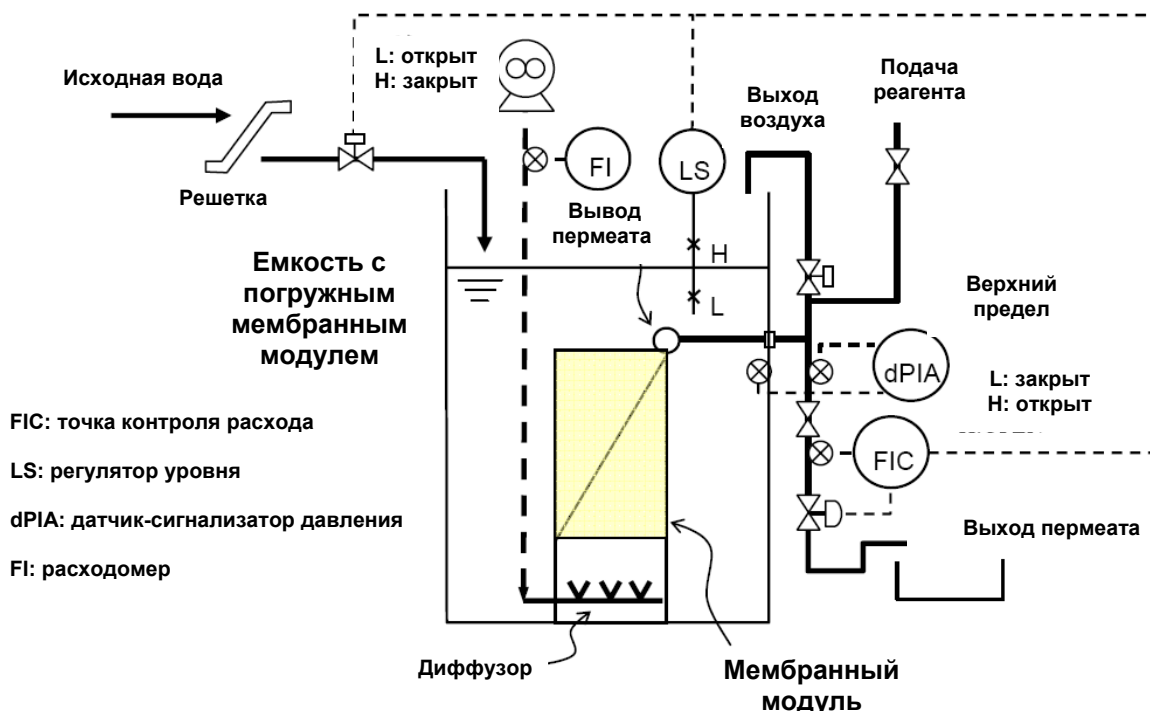 L: открыт
H: закрыт
Исходная вода
Подача
реагента
Выход
воздуха
FI
LS
Решетка
Вывод
пермеата
H
L
Емкость с
погружным
мембранным
модулем
Верхний
предел
dPIA
L: закрыт
H: открыт
FIC: точка контроля расхода
FIC
LS: регулятор уровня
dPIA: датчик-сигнализатор давления
Выход пермеата
FI: расходомер
Диффузор
Мембранный
модуль